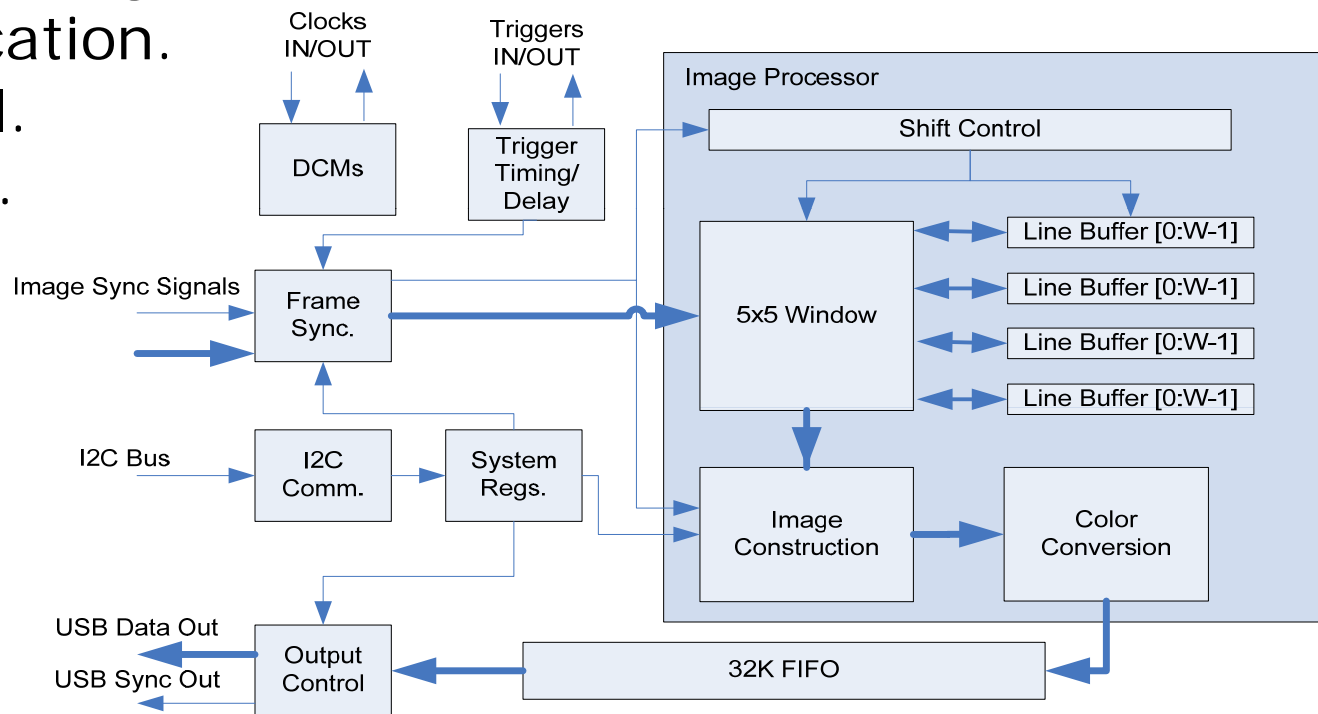 cation.
Clocks
IN/OUT
Triggers
IN/OUT
Image Processor
Shift Control
DCMs
Trigger
Timing/
Delay
Line Buffer [0:W-1]
Image Sync Signals
Frame
Sync.
5x5 Window
Line Buffer [0:W-1]
Line Buffer [0:W-1]
Line Buffer [0:W-1]
I2C Bus
I2C
Comm.
System
Regs.
Image
Construction
Color
Conversion
USB Data Out
USB Sync Out
Output
Control
32K FIFO